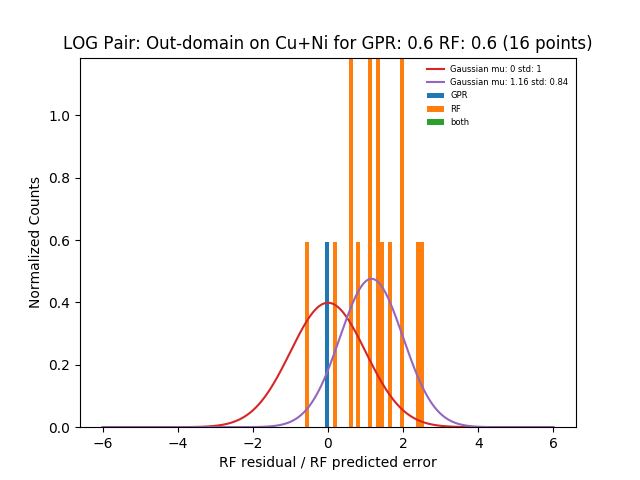 LOG Pair: Out-domain on Cu+Ni for GPR: 0.6 RF: 0.6 (16 points)
Gaussian mu: 0 std: 1
Gaussian mu: 1.16 std: 0.84
GPR
RF
both
Normalized Counts
1.0
0.8
0.6
0.4
0.2
0.0
−6 −4 −2 0 2 4 6
RF residual / RF predicted error